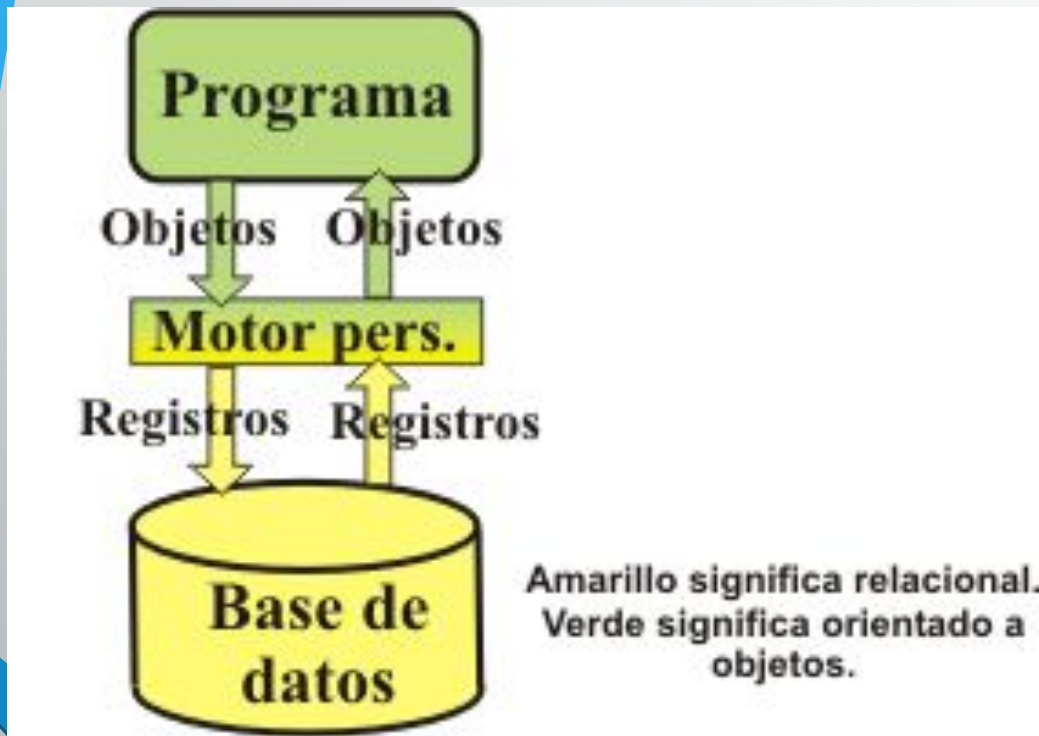 Programa
Objetos Objetos
Motor pers.
Registros Registros
Base de
datos
Amarillo significa relacional.
Verde significa orientado a
objetos.